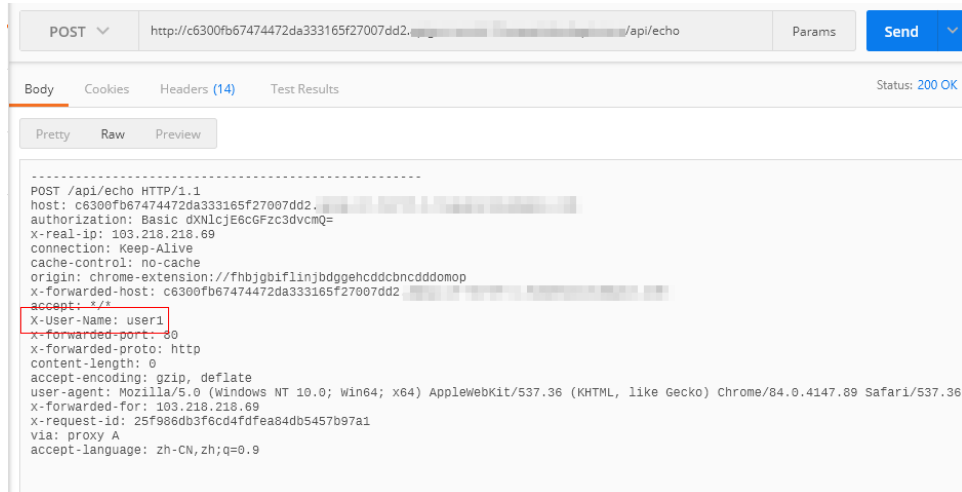 POST http://c6300fb67474472da333165f27007dd2. /api/echo Params Send
Body Cookies Headers (14) Test Results Status: 200 OK
Pretty Raw Preview
-----------------------------------------------------
POST /api/echo HTTP/1.1
host: c6300fb67474472da333165f27007dd2.
authorization: Basic dXNlcjE6cGFzc3dvcmQ=
x-real-ip: 103.218.218.69
connection: Keep-Alive
cache-control: no-cache
origin: chrome-extension://fhbjgbiflinjbdggehcddcbncdddomop
x-forwarded-host: c6300fb67474472da333165f27007dd2
accept: */*
X-User-Name: user1
x-forwarded-port: 80
x-forwarded-proto: http
content-length: 0
accept-encoding: gzip, deflate
user-agent: Mozilla/5.0 (Windows NT 10.0; Win64; x64) AppleWebKit/537.36 (KHTML, like Gecko) Chrome/84.0.4147.89 Safari/537.36
x-forwarded-for: 103.218.218.69
x-request-id: 25f986db3f6cd4fdfea84db5457b97a1
via: proxy A
accept-language: zh-CN,zh;q=0.9